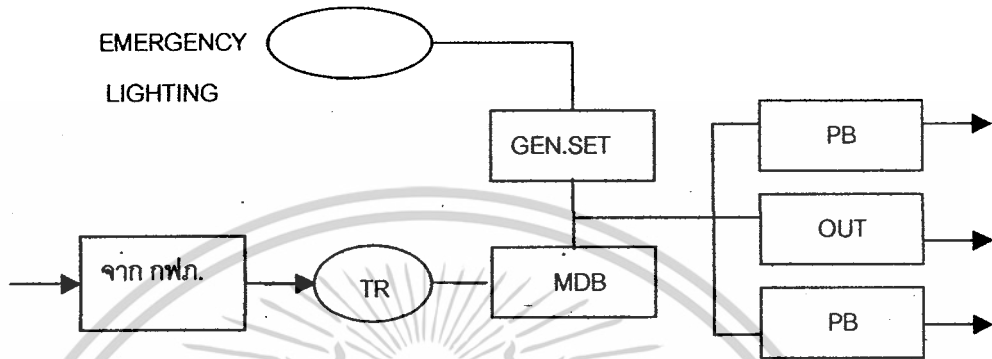 EMERGENCY
LIGHTING
GEN.SET
PB
OUT
จาก กฟภ.
TR
MDB
PB